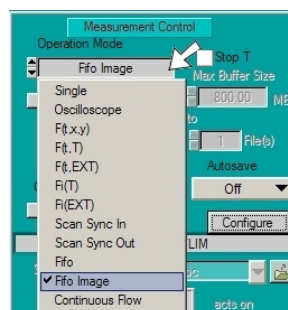 Measurement Control
Operation Mode
Fifo Image
Stop T
Max Buffer Size
800.00
Single
Oscilloscope
F(t,x,y)
to
F(t,T)
1 File(s)
F(t,EXT)
Fi(T)
Autosave
Fi(EXT)
Off
Scan Sync In
Configure
Scan Sync Out
Fifo
Fifo Image
Continuous Flow
acts on